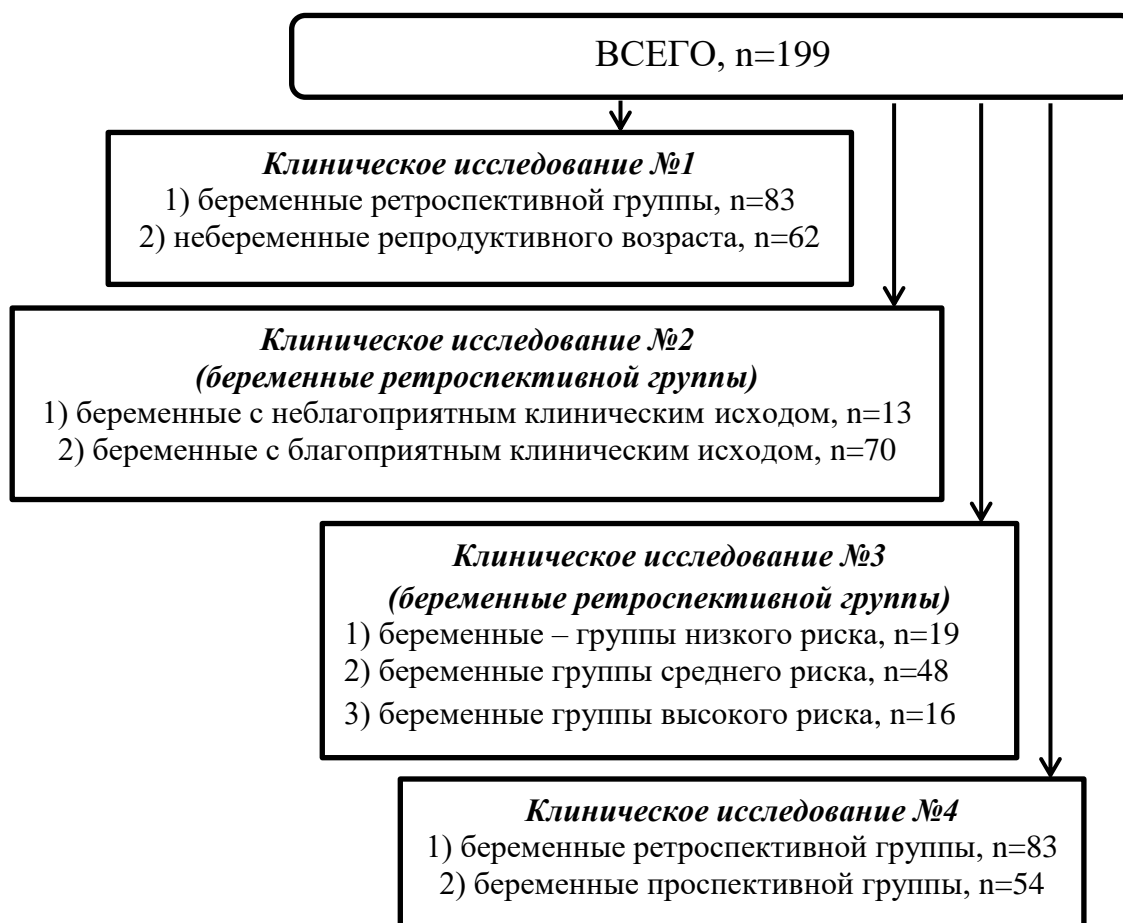 ВСЕГО, n=199
Клиническое исследование №1
1) беременные ретроспективной группы, n=83
2) небеременные репродуктивного возраста, n=62
Клиническое исследование №2
(беременные ретроспективной группы)
1) беременные с неблагоприятным клиническим исходом, n=13
2) беременные с благоприятным клиническим исходом, n=70
Клиническое исследование №3
(беременные ретроспективной группы)
1) беременные – группы низкого риска, n=19
2) беременные группы среднего риска, n=48
3) беременные группы высокого риска, n=16
Клиническое исследование №4
1) беременные ретроспективной группы, n=83
2) беременные проспективной группы, n=54